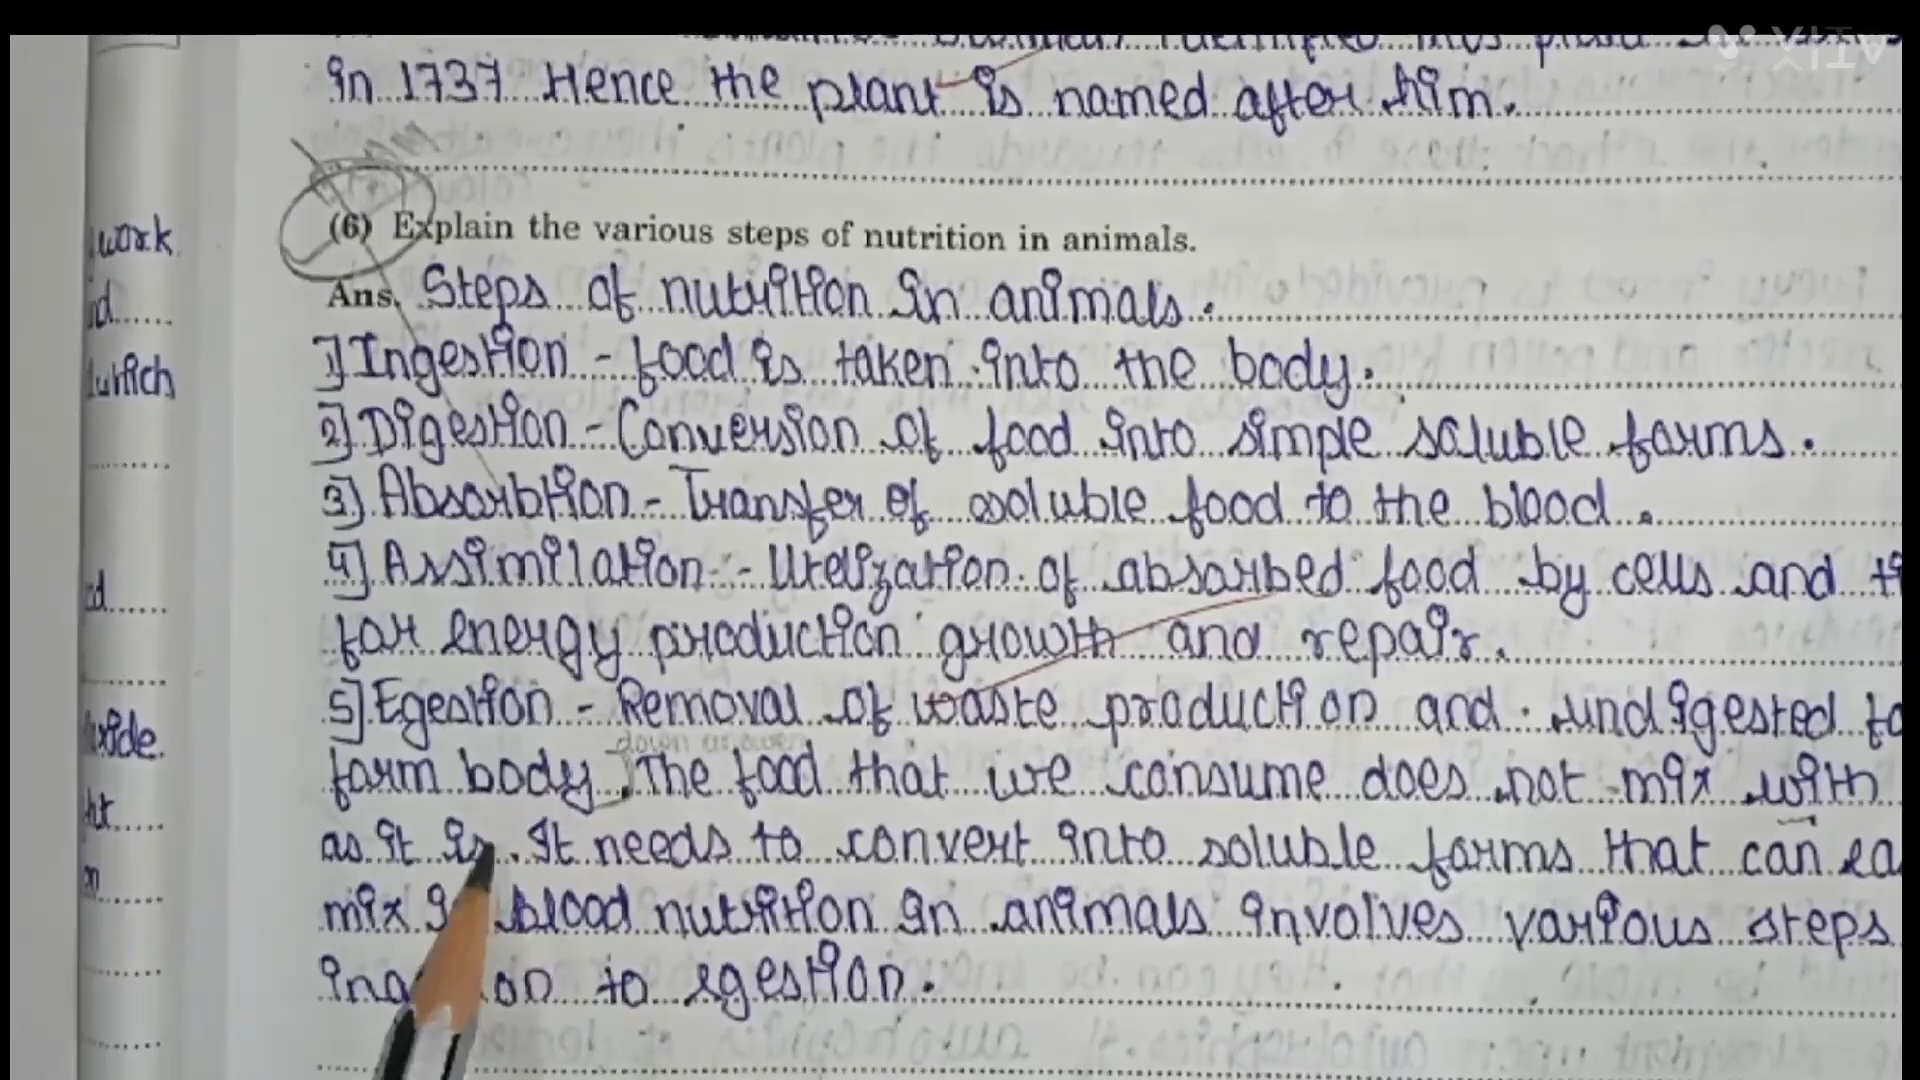 in 1737 Hence the plant is named after him.
(6) Explain the various steps of nutrition in animals.
Ans. Steps of nutrition in animals.
work
1] Ingestion - food is taken into the body.
which
2] Digestion - Conversion of food into simple soluble forms.
3] Absorbtion - Transfer of soluble food to the blood.
4] Assimilation - Utelization of absorbed food by cells and
for energy production growth and repair.
5] Egestion - Removal of waste production and undigested
down answer
form body. The food that we consume does not mix with
as it is. It needs to convert into soluble forms that can
mix blood nutrition in animals involves various steps
to egestion.